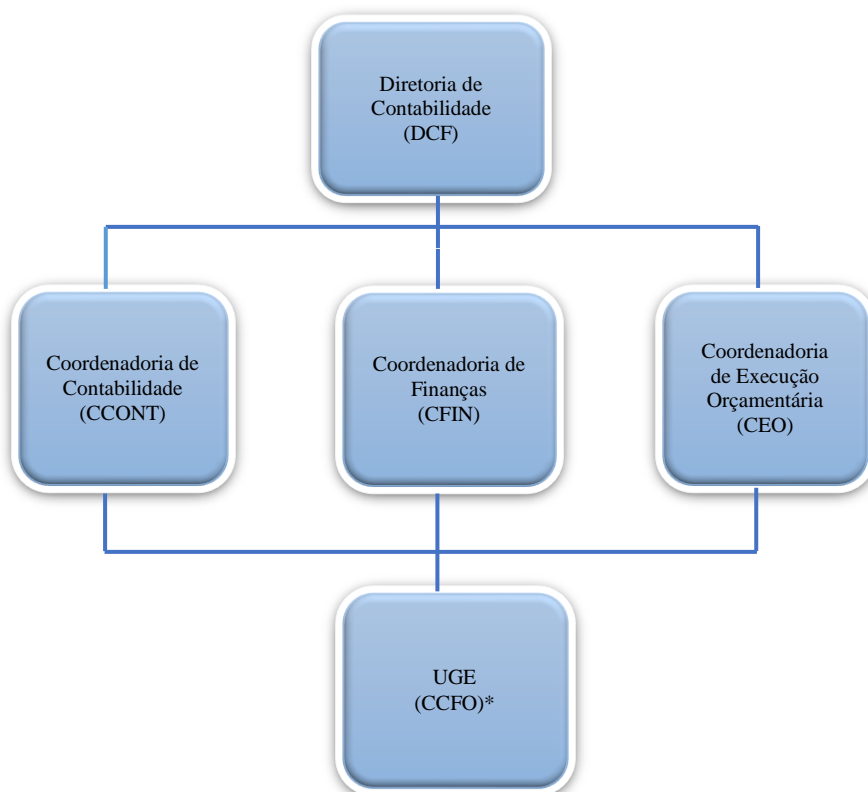 Diretoria de
Contabilidade
(DCF)
Coordenadoria de
Contabilidade
(CCONT)
Coordenadoria de
Finanças
(CFIN)
Coordenadoria
de Execução
Orçamentária
(CEO)
UGE
(CCFO)*